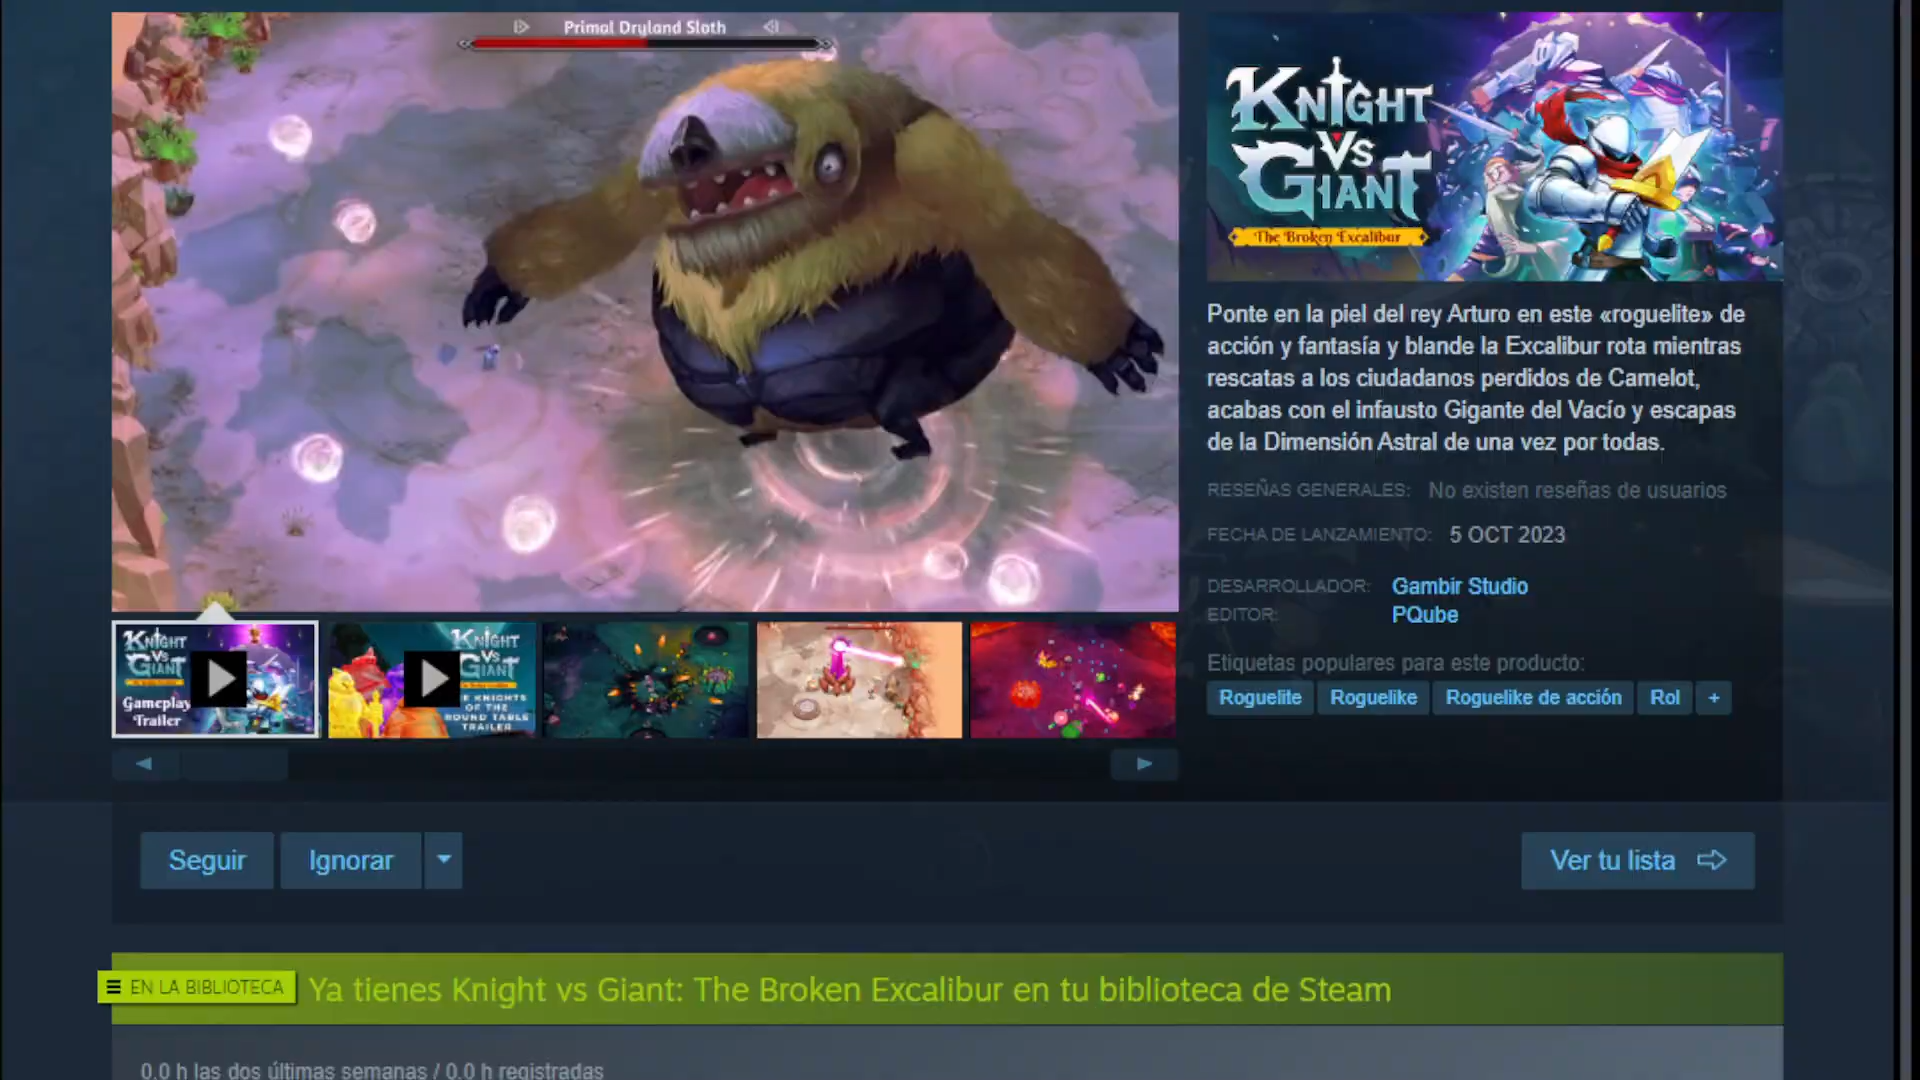 Primal Dryland Sloth
KNIGHT
VS
GIANT
The Broken Excalibur
Ponte en la piel del rey Arturo en este «roguelite» de
acción y fantasía y blande la Excalibur rota mientras
rescatas a los ciudadanos perdidos de Camelot,
acabas con el infausto Gigante del Vacío y escapas
de la Dimensión Astral de una vez por todas.
RESEÑAS GENERALES: No existen reseñas de usuarios
FECHA DE LANZAMIENTO: 5 OCT 2023
DESARROLLADOR: Gambir Studio
EDITOR: PQube
Etiquetas populares para este producto:
Roguelite Roguelike Roguelike de acción Rol +
KNIGHT
VS
GIANT
Gameplay
Trailer
KNIGHT
VS
GIANT
KNIGHTS
OF THE
ROUND TABLE
TRAILER
Seguir Ignorar Ver tu lista
EN LA BIBLIOTECA Ya tienes Knight vs Giant: The Broken Excalibur en tu biblioteca de Steam
0.0 h las dos últimas semanas / 0.0 h registradas